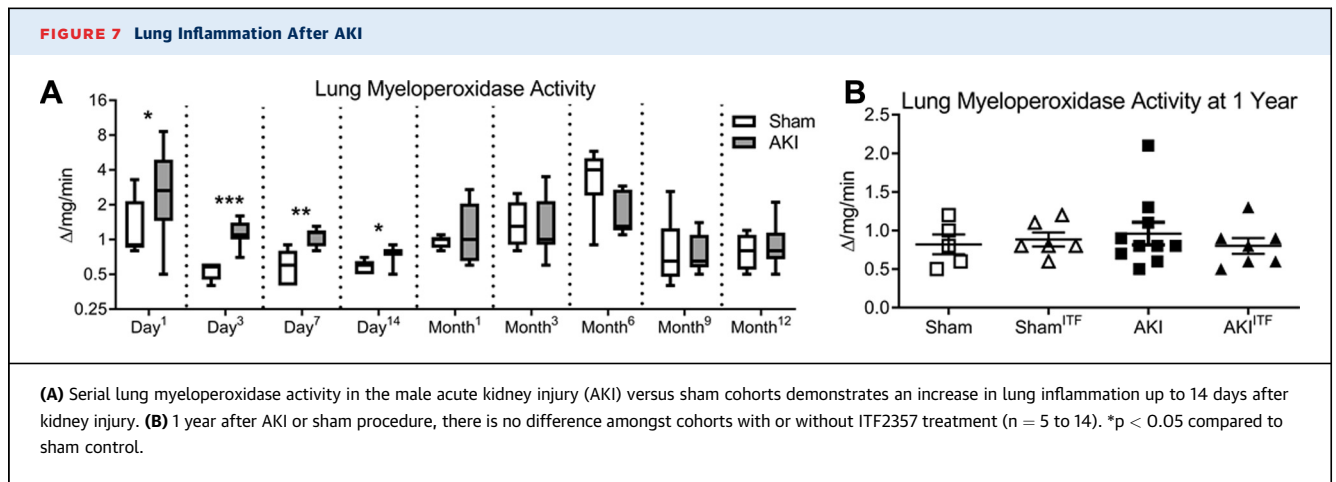 FIGURE 7 Lung Inflammation After AKI
A
Lung Myeloperoxidase Activity
Δ/mg/min
16
8
4
2
1
0.5
0.25
*
***
**
*
Sham
AKI
Day1 Day3 Day7 Day14 Month1 Month3 Month6 Month9 Month12
B
Lung Myeloperoxidase Activity at 1 Year
Δ/mg/min
2.5
2.0
1.5
1.0
0.5
0.0
Sham ShamITF AKI AKIITF
(A) Serial lung myeloperoxidase activity in the male acute kidney injury (AKI) versus sham cohorts demonstrates an increase in lung inflammation up to 14 days after
kidney injury. (B) 1 year after AKI or sham procedure, there is no difference amongst cohorts with or without ITF2357 treatment (n = 5 to 14). *p < 0.05 compared to
sham control.